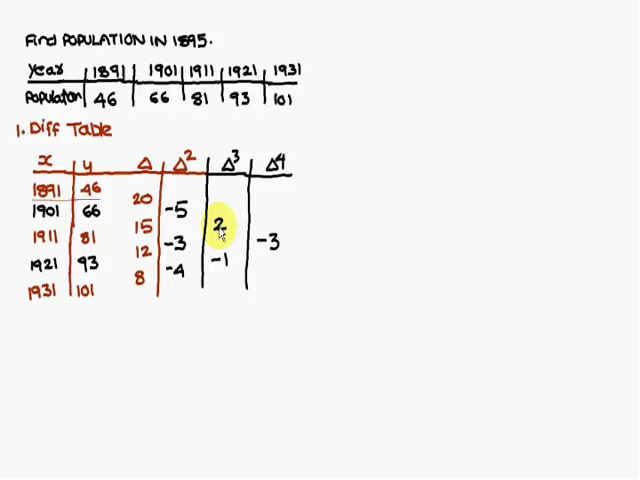 Find POPULATION IN 1895.
Year 1891 1901 1911 1921 1931
Population 46 66 81 93 101
1. Diff Table
x y Δ Δ2 Δ3 Δ4
1891 46
20
1901 66 -5
15 2
1911 81 -3 -3
12
1921 93 -4 -1
8
1931 101